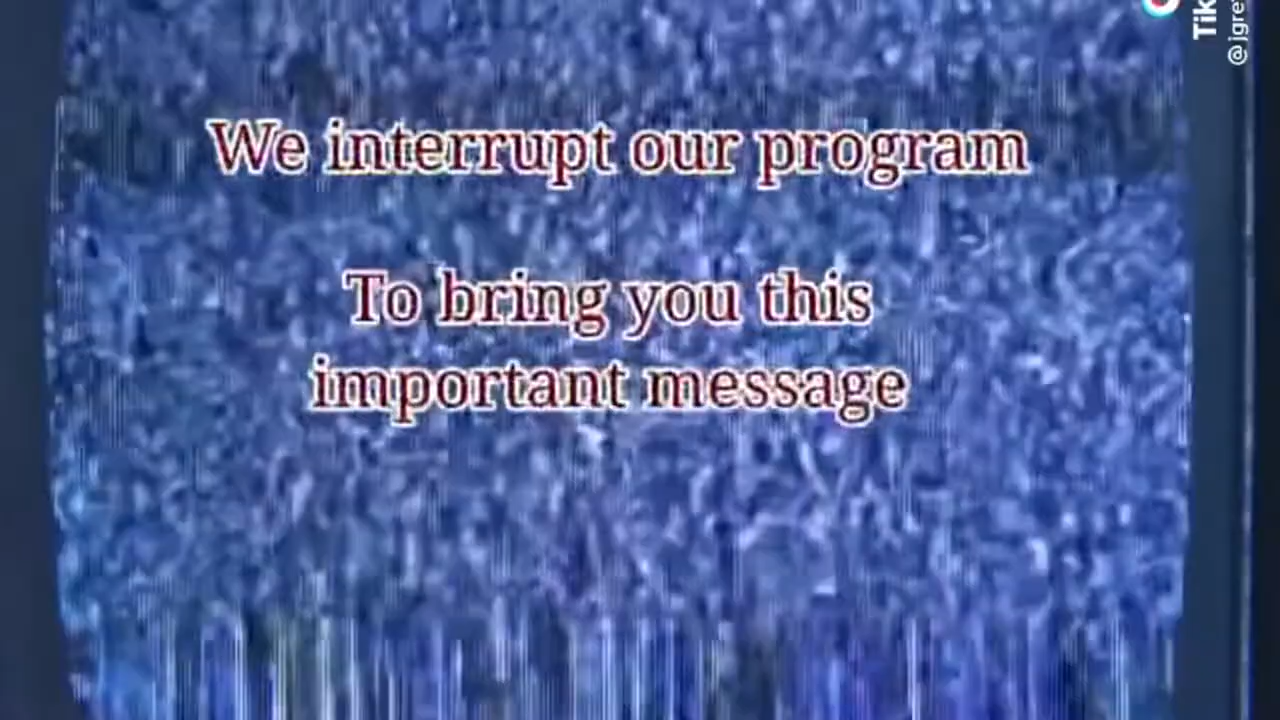 We interrupt our program
To bring you this
important message